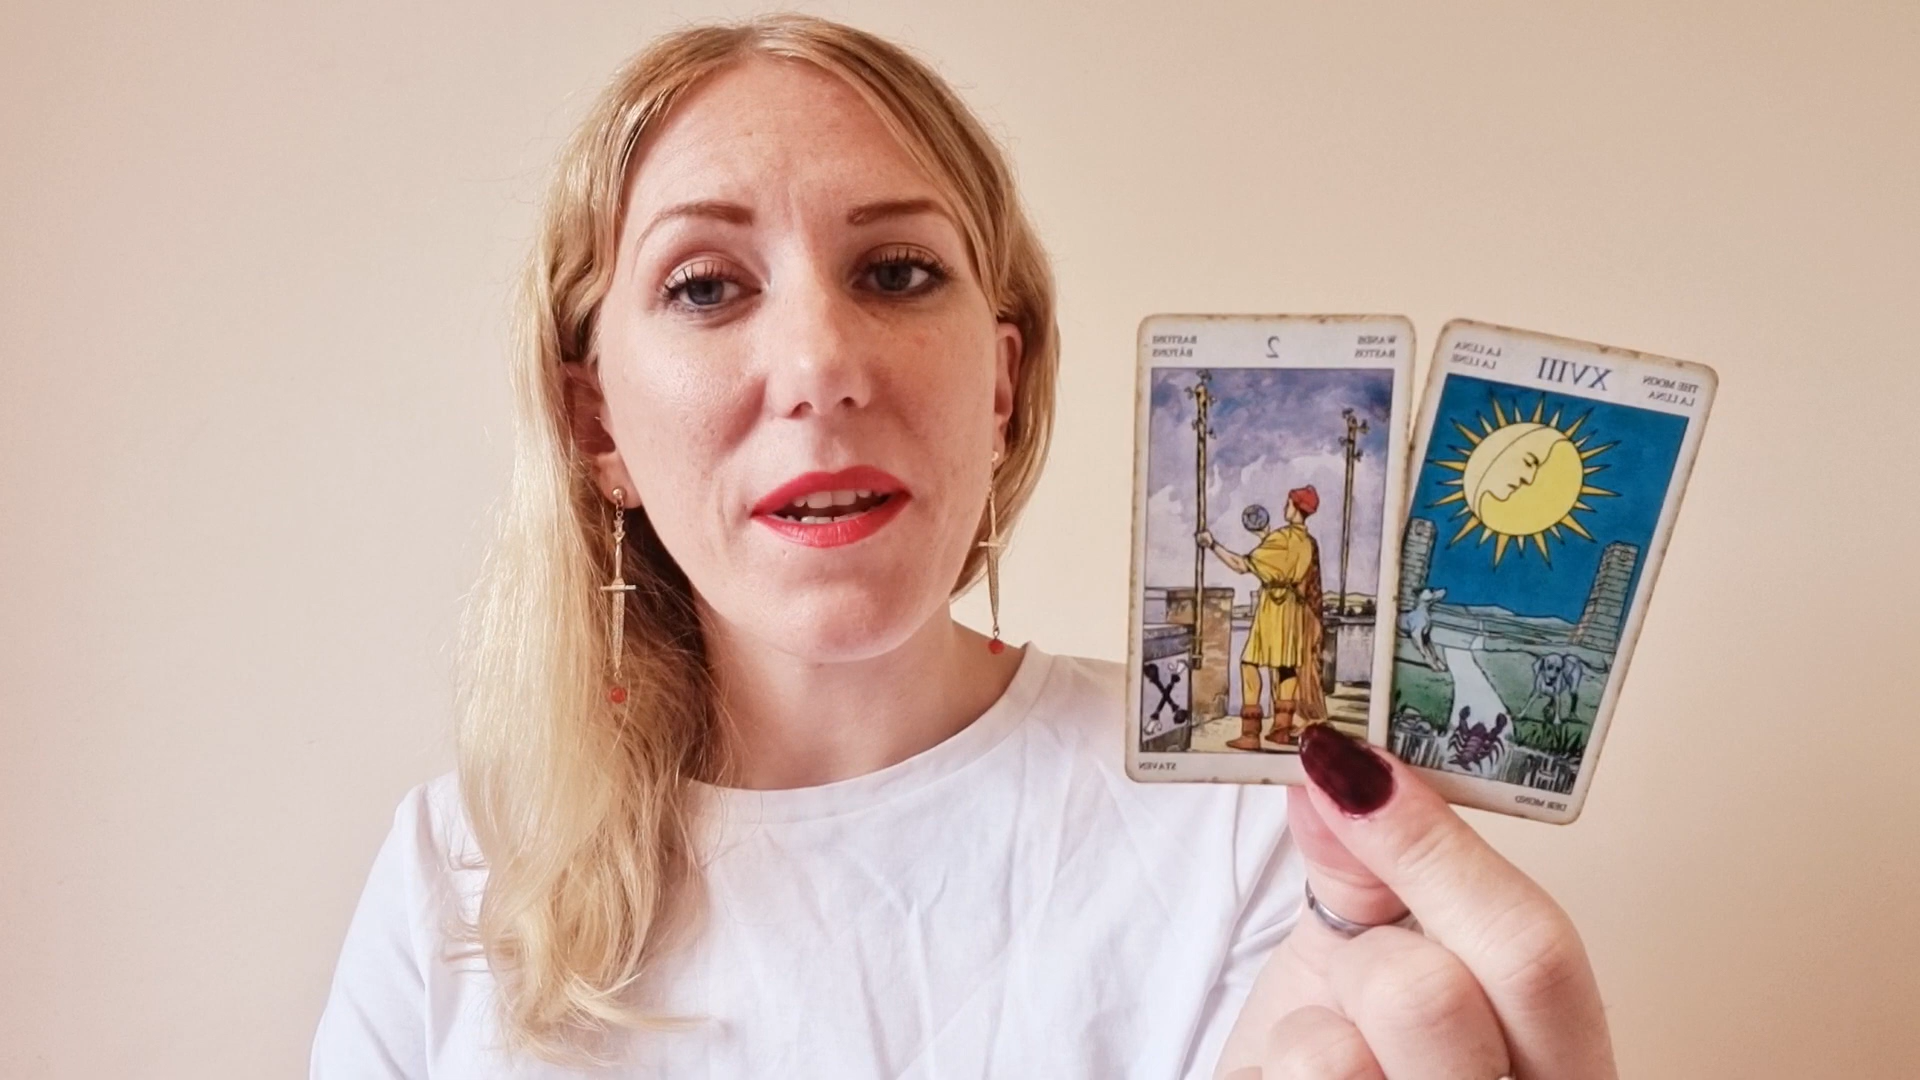 BASTONI
BÂTONS
2
WANDS
BASTOS
STAVEN
LA LUNA
LA LUNE
XVIII
THE MOON
LA LUNA
DER MOND